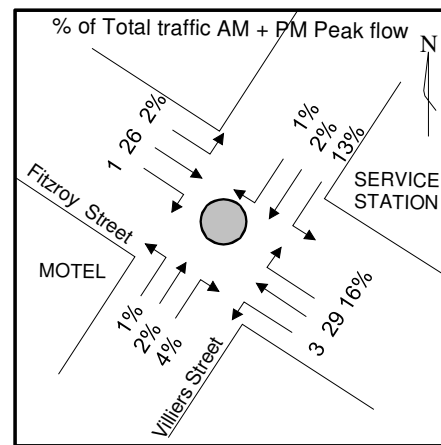 % of Total traffic AM + PM Peak flow
N
1 26 2%
1%
2%
13%
Fitzroy Street
SERVICE
STATION
MOTEL
1%
2%
4%
3 29 16%
Villiers Street